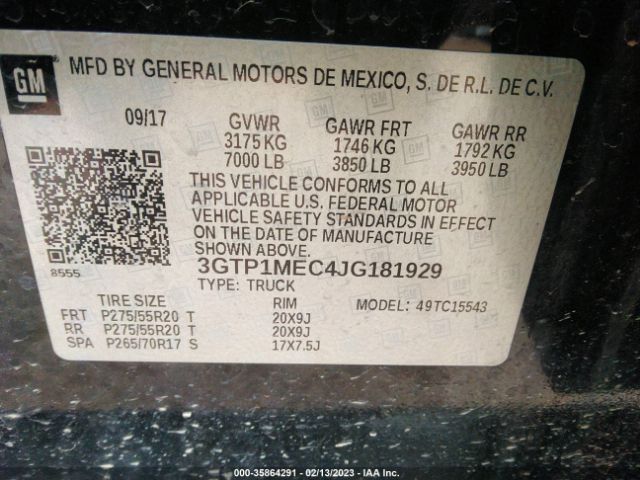 GM
MFD BY GENERAL MOTORS DE MEXICO, S. DE R.L. DE C.V.
09/17 GVWR GAWR FRT GAWR RR
3175 KG 1746 KG 1792 KG
7000 LB 3850 LB 3950 LB
THIS VEHICLE CONFORMS TO ALL
APPLICABLE U.S. FEDERAL MOTOR
VEHICLE SAFETY STANDARDS IN EFFECT
ON THE DATE OF MANUFACTURE
SHOWN ABOVE.
8555
3GTP1MEC4JG181929
TYPE: TRUCK
TIRE SIZE RIM MODEL: 49TC15543
FRT P275/55R20 T 20X9J
RR P275/55R20 T 20X9J
SPA P265/70R17 S 17X7.5J
000-35864291 - 02/13/2023 - IAA Inc.